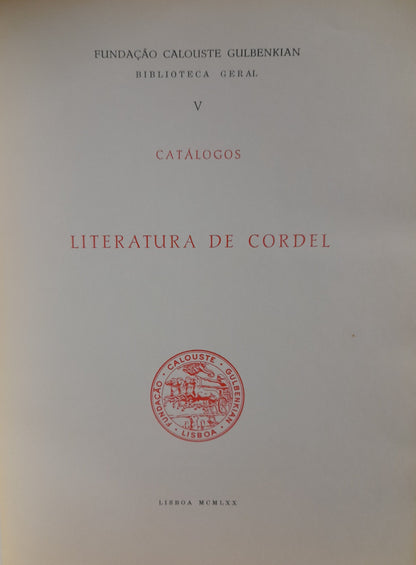 FUNDAÇÃO CALOUSTE GULBENKIAN
BIBLIOTECA GERAL
V
CATÁLOGOS
LITERATURA DE CORDEL
FUNDAÇÃO · CALOUSTE · GULBENKIAN · LISBOA ·
LISBOA MCMLXX